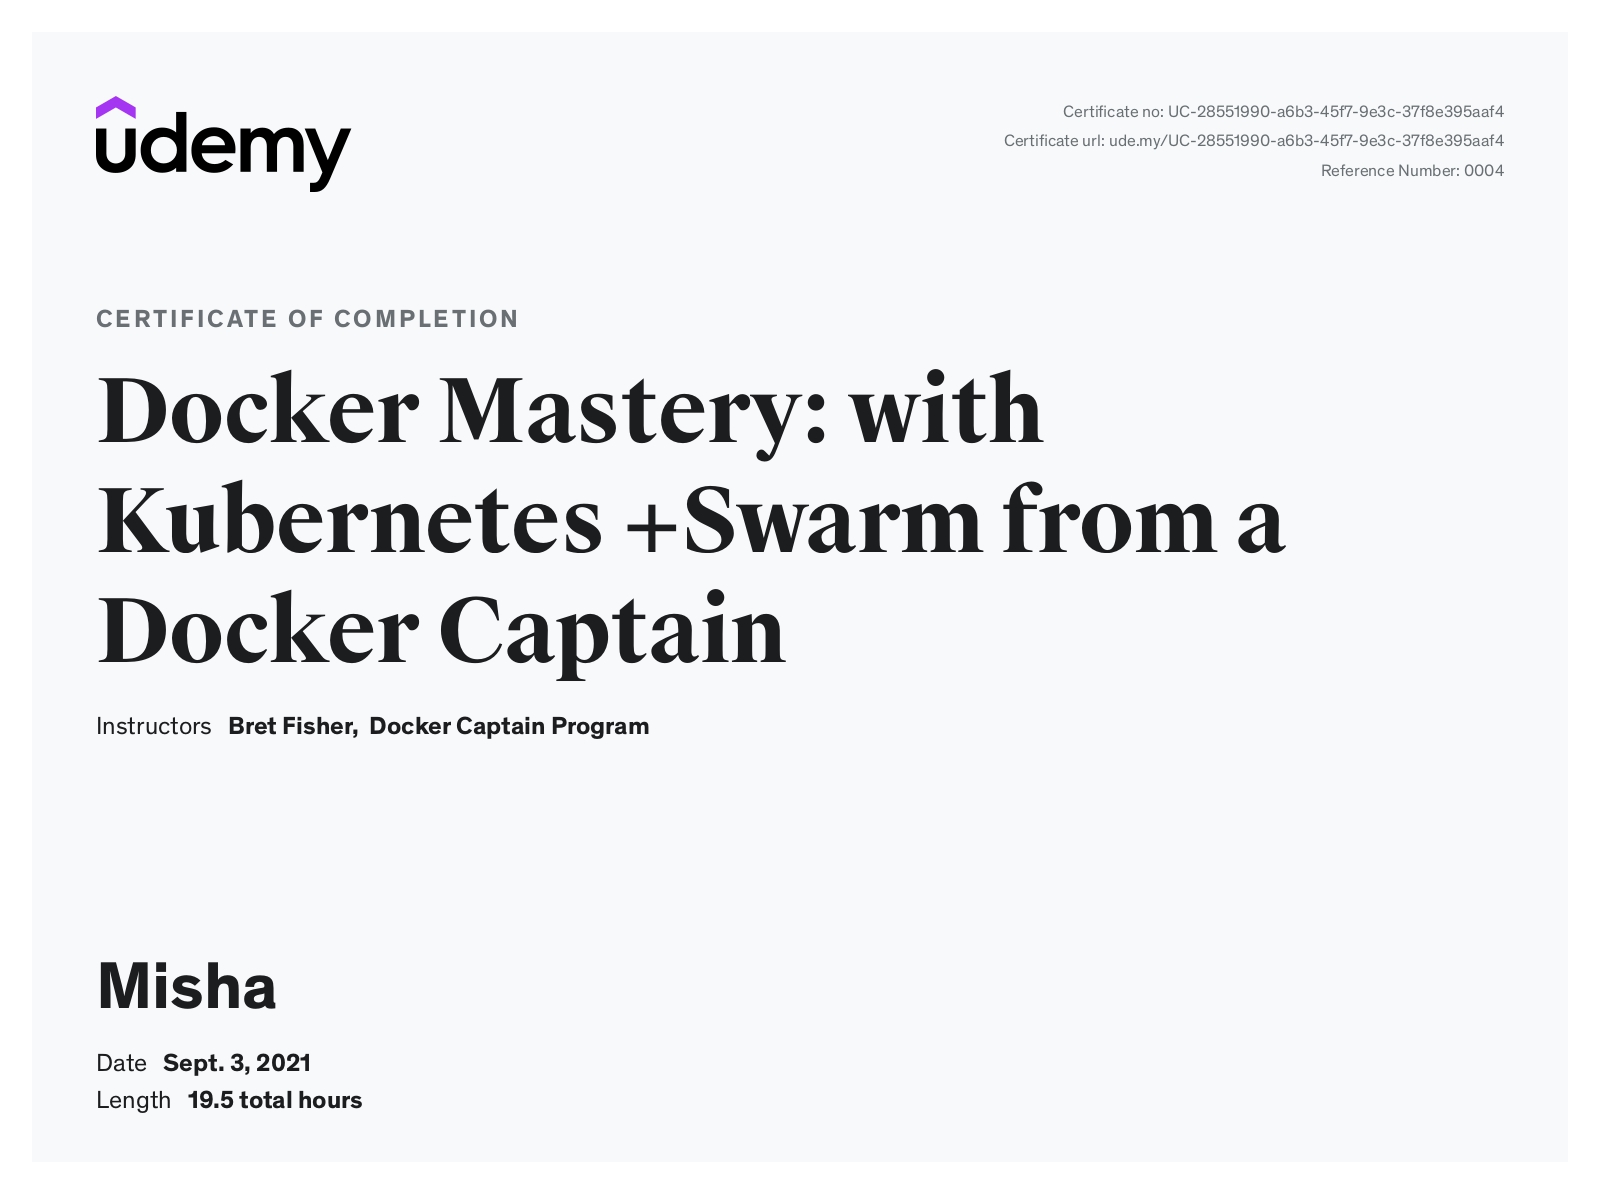 udemy
Certificate no: UC-28551990-a6b3-45f7-9e3c-37f8e395aaf4
Certificate url: ude.my/UC-28551990-a6b3-45f7-9e3c-37f8e395aaf4
Reference Number: 0004
CERTIFICATE OF COMPLETION
Docker Mastery: with
Kubernetes +Swarm from a
Docker Captain
Instructors Bret Fisher, Docker Captain Program
Misha
Date Sept. 3, 2021
Length 19.5 total hours